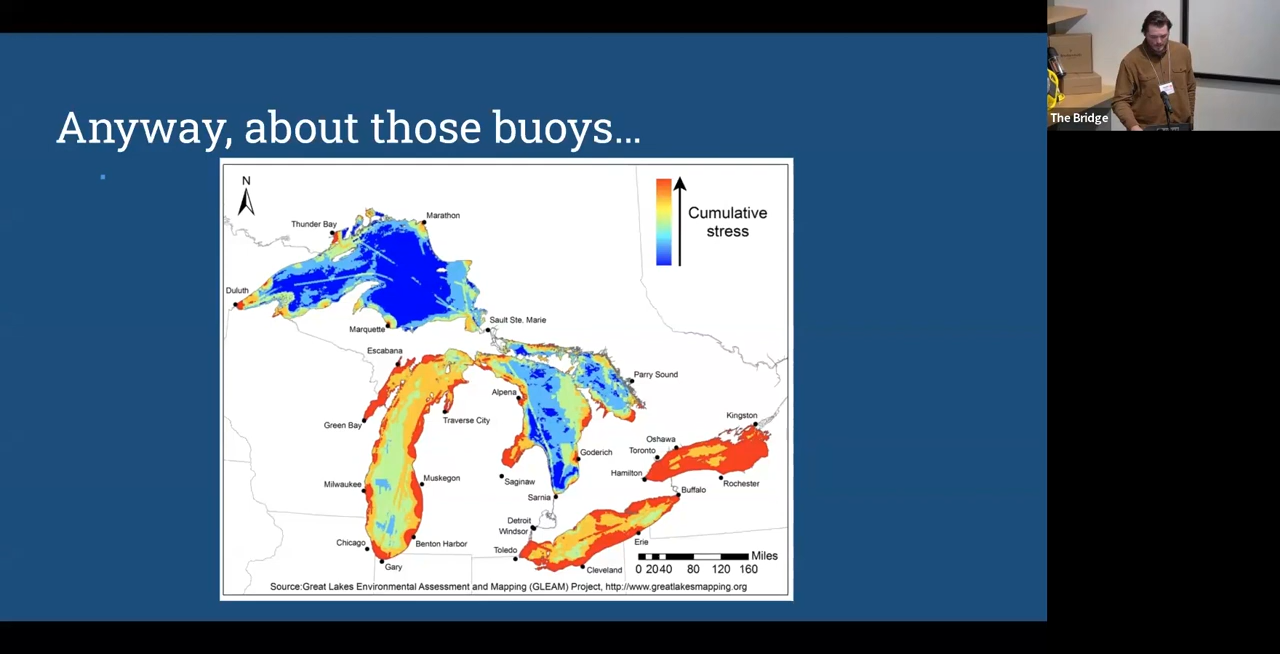 Anyway, about those buoys...
N
Cumulative
stress
Thunder Bay
Marathon
Duluth
Marquette
Sault Ste. Marie
Escabana
Parry Sound
Alpena
Green Bay
Traverse City
Kingston
Oshawa
Toronto
Goderich
Hamilton
Saginaw
Rochester
Milwaukee
Muskegon
Buffalo
Sarnia
Detroit
Windsor
Chicago
Benton Harbor
Erie
Toledo
Gary
Cleveland
Miles
0 20 40 80 120 160
Source:Great Lakes Environmental Assessment and Mapping (GLEAM) Project, http://www.greatlakesmapping.org
The Bridge